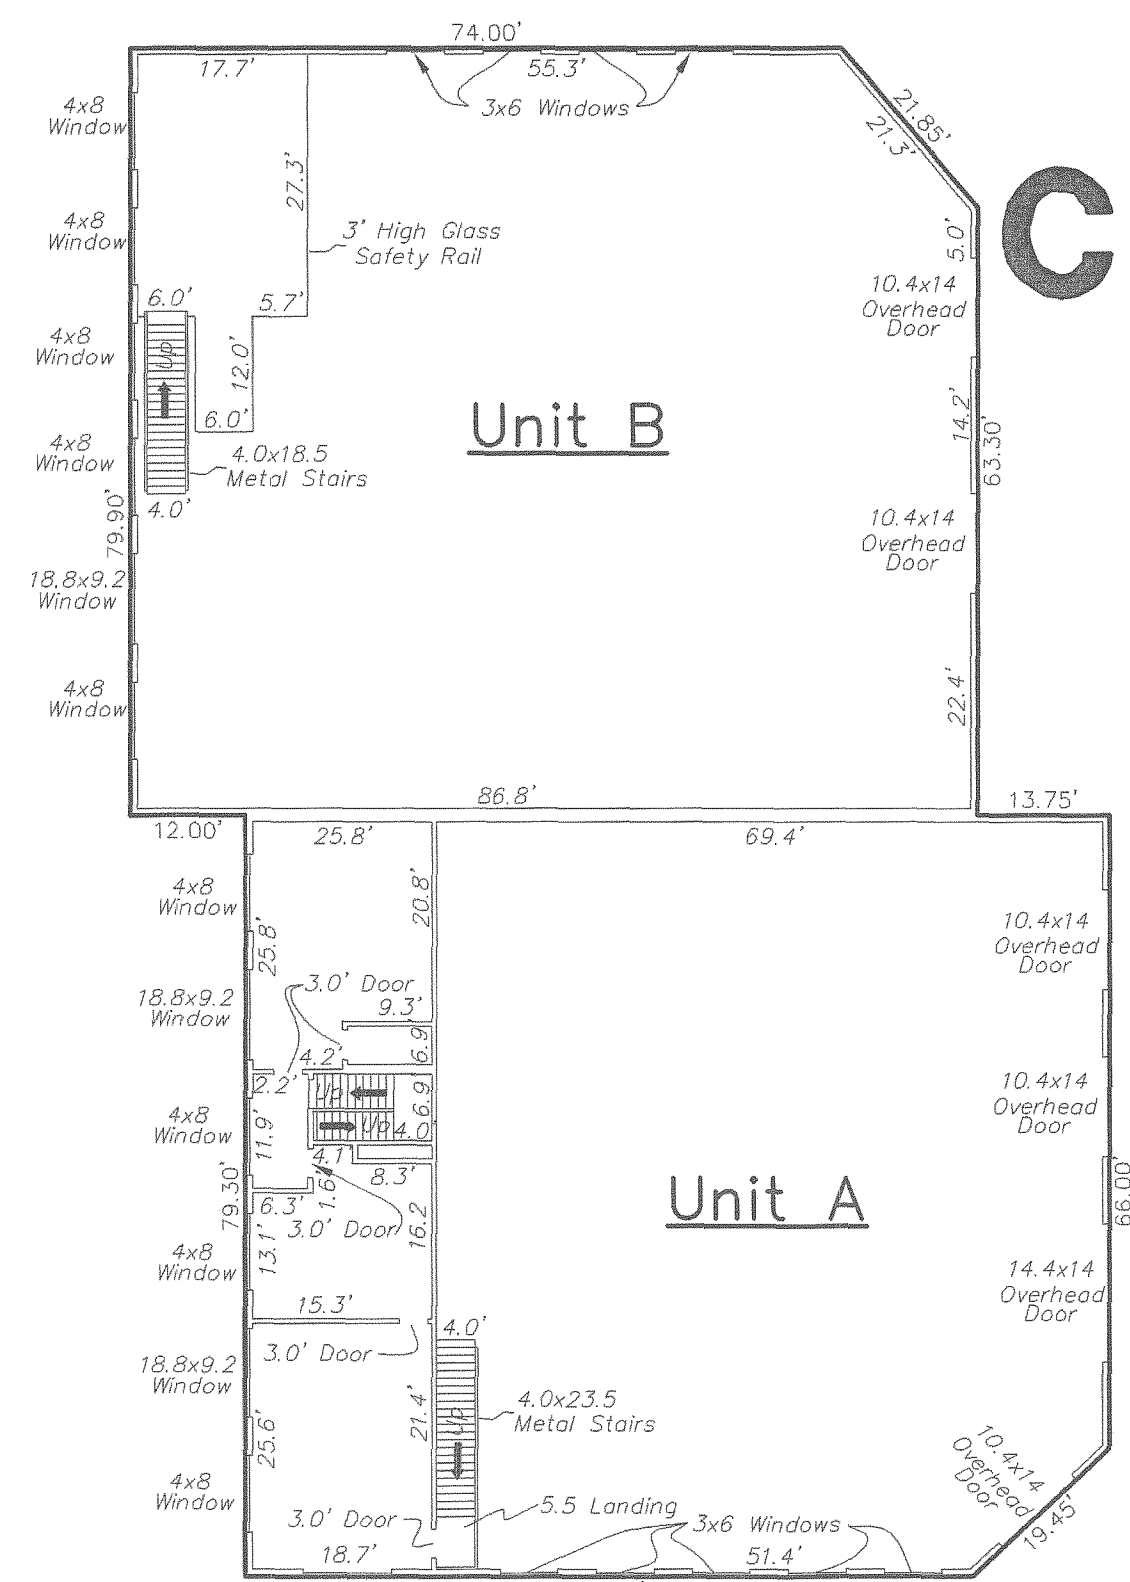 74.00'
17.7'
55.3'
3x6 Windows
4x8
Window
21.85'
21.3'
C
27.3'
4x8
Window
3' High Glass
Safety Rail
5.0'
10.4x14
Overhead
Door
6.0'
5.7'
4x8
Window
Up
12.0'
6.0'
Unit B
14.2'
63.30'
4x8
Window
4.0x18.5
Metal Stairs
4.0'
79.90'
10.4x14
Overhead
Door
18.8x9.2
Window
4x8
Window
22.4'
86.8'
13.75'
12.00'
25.8'
69.4'
4x8
Window
20.8'
25.8'
10.4x14
Overhead
Door
3.0' Door
9.3'
18.8x9.2
Window
4.2'
6.9'
2.2'
Up
6.9
10.4x14
Overhead
Door
4x8
Window
11.9'
Up
4.0'
4.1'
8.3'
79.30'
6.3'
1.6'
3.0' Door
16.2
Unit A
66.00'
13.1'
4x8
Window
14.4x14
Overhead
Door
15.3'
4.0'
3.0' Door
18.8x9.2
Window
21.4'
4.0x23.5
Metal Stairs
Up
25.6'
10.4x14
Overhead
Door
4x8
Window
5.5 Landing
3.0' Door
3x6 Windows
19.45'
18.7'
51.4'